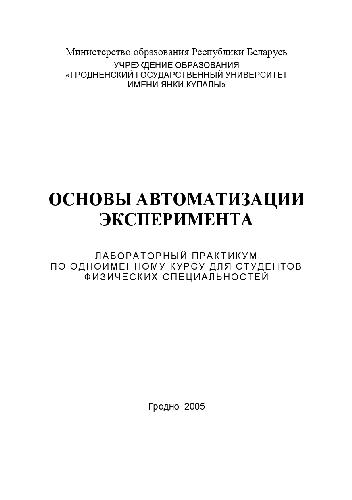 Министерство образования Республики Беларусь
УЧРЕЖДЕНИЕ ОБРАЗОВАНИЯ
«ГРОДНЕНСКИЙ ГОСУДАРСТВЕННЫЙ УНИВЕРСИТЕТ
ИМЕНИ ЯНКИ КУПАЛЫ»
ОСНОВЫ АВТОМАТИЗАЦИИ
ЭКСПЕРИМЕНТА
ЛАБОРАТОРНЫЙ ПРАКТИКУМ
ПО ОДНОИМЕННОМУ КУРСУ ДЛЯ СТУДЕНТОВ
ФИЗИЧЕСКИХ СПЕЦИАЛЬНОСТЕЙ
Гродно 2005